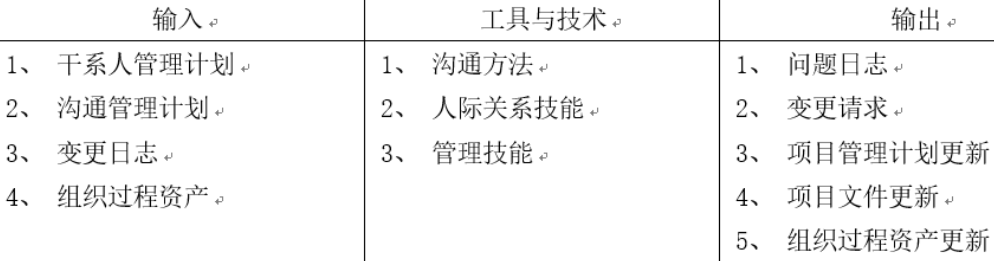 输入
工具与技术
输出
1、 干系人管理计划
2、 沟通管理计划
3、 变更日志
4、 组织过程资产
1、 沟通方法
2、 人际关系技能
3、 管理技能
1、 问题日志
2、 变更请求
3、 项目管理计划更新
4、 项目文件更新
5、 组织过程资产更新